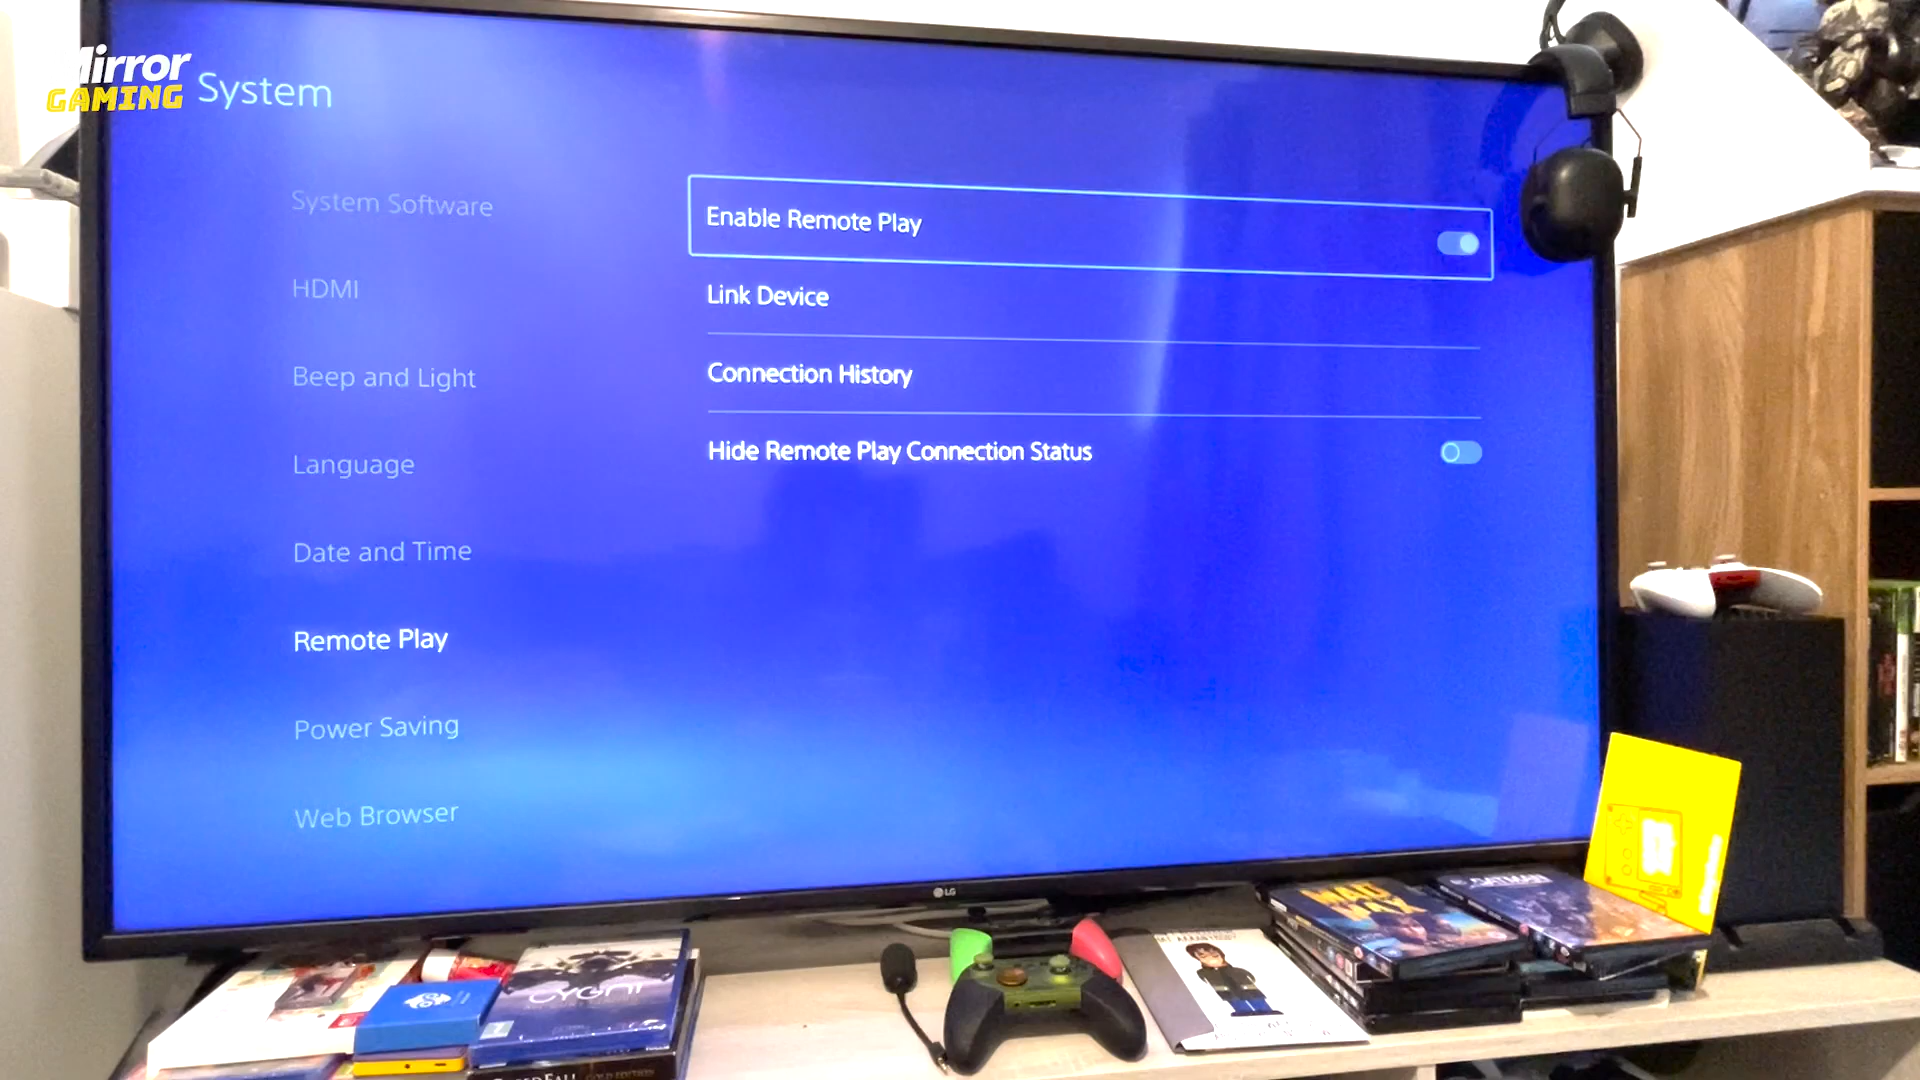 Mirror
GAMING
System
System Software
HDMI
Beep and Light
Language
Date and Time
Remote Play
Power Saving
Web Browser
Enable Remote Play
Link Device
Connection History
Hide Remote Play Connection Status
LG
MAD
MAX
BATMAN
CYGNI